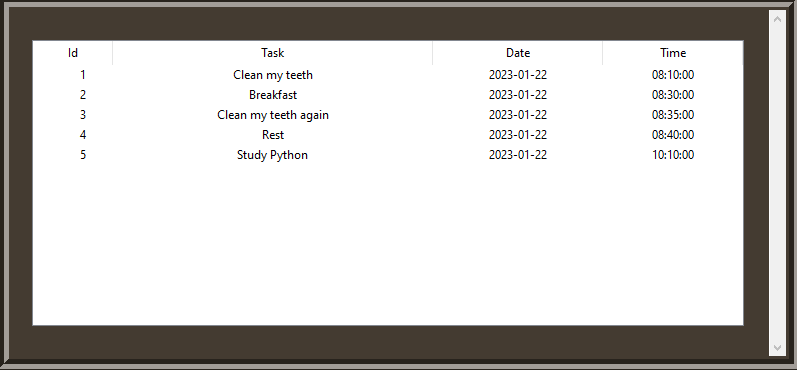 Id Task Date Time
1 Clean my teeth 2023-01-22 08:10:00
2 Breakfast 2023-01-22 08:30:00
3 Clean my teeth again 2023-01-22 08:35:00
4 Rest 2023-01-22 08:40:00
5 Study Python 2023-01-22 10:10:00